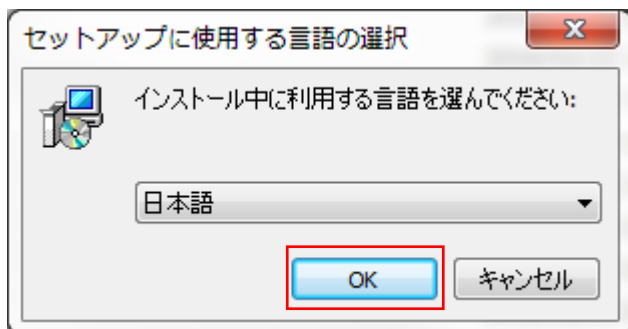 セットアップに使用する言語の選択
インストール中に利用する言語を選んでください:
日本語
OK キャンセル